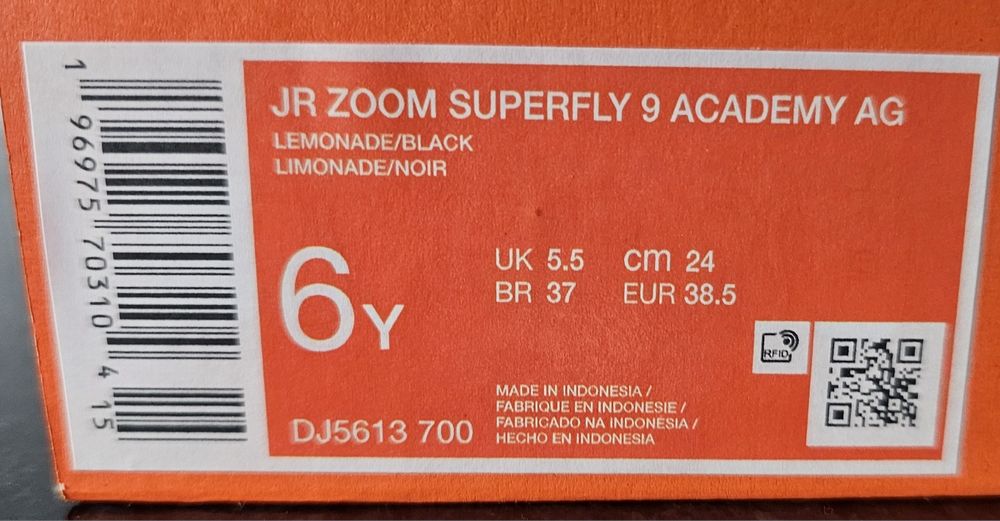 1 96975 70310 4 15
JR ZOOM SUPERFLY 9 ACADEMY AG
LEMONADE/BLACK
LIMONADE/NOIR
6Y
UK 5.5 cm 24
BR 37 EUR 38.5
RFID
MADE IN INDONESIA /
FABRIQUE EN INDONESIE /
FABRICADO NA INDONÉSIA /
HECHO EN INDONESIA
DJ5613 700